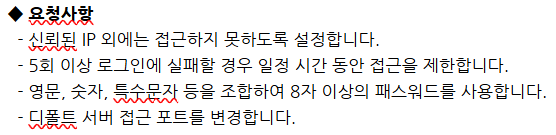 ◆ 요청사항
- 신뢰된 IP 외에는 접근하지 못하도록 설정합니다.
- 5회 이상 로그인에 실패할 경우 일정 시간 동안 접근을 제한합니다.
- 영문, 숫자, 특수문자 등을 조합하여 8자 이상의 패스워드를 사용합니다.
- 디폴트 서버 접근 포트를 변경합니다.